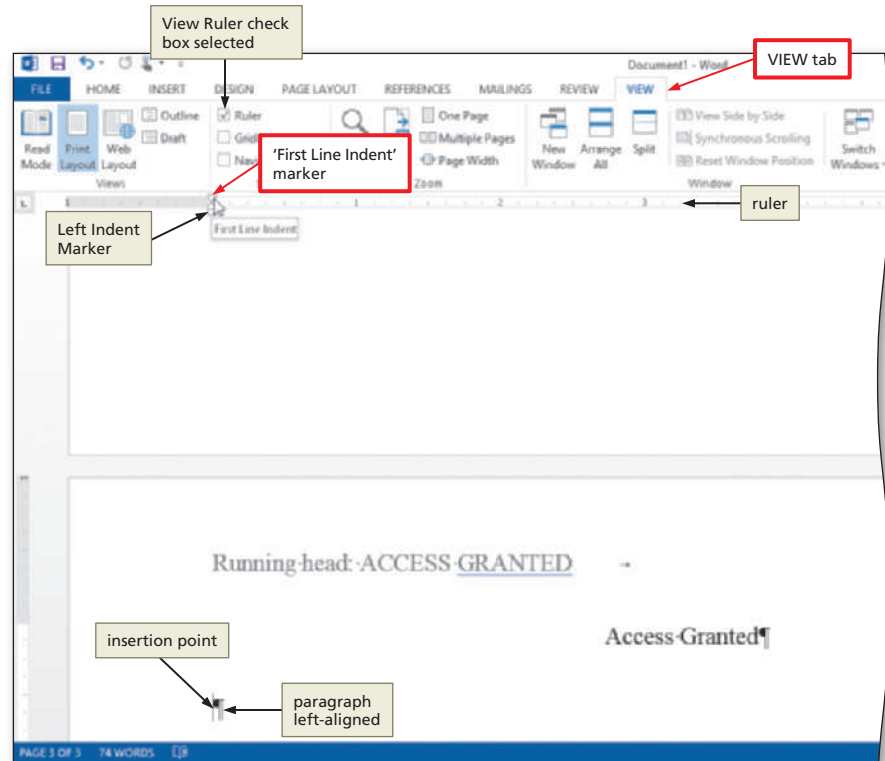 View Ruler check
box selected
Document1 - Word
VIEW tab
FILE HOME INSERT DESIGN PAGE LAYOUT REFERENCES MAILINGS REVIEW VIEW
Read
Mode
Print
Layout
Web
Layout
Outline
Draft
Views
Ruler
One Page
Multiple Pages
Page Width
Zoom
New
Window
Arrange
All
Split
View Side by Side
Synchronous Scrolling
Reset Window Position
Window
Switch
Windows
'First Line Indent'
marker
1 1 2 3
ruler
Left Indent
Marker
First Line Indent
Running·head:·ACCESS·GRANTED →
Access·Granted¶
insertion point
¶
paragraph
left-aligned
PAGE 3 OF 3 74 WORDS